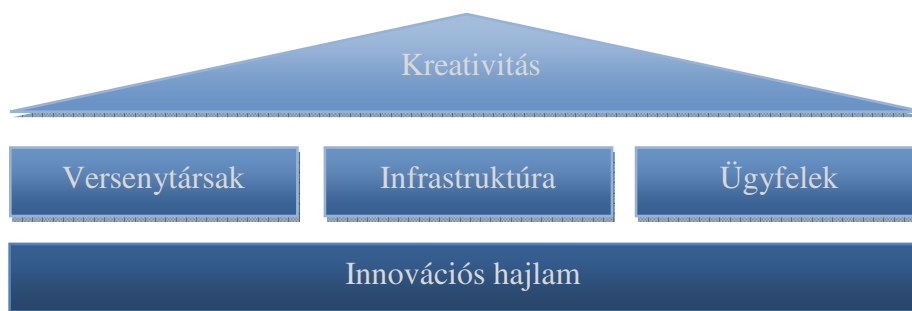 Kreativitás
Versenytársak
Infrastruktúra
Ügyfelek
Innovációs hajlam